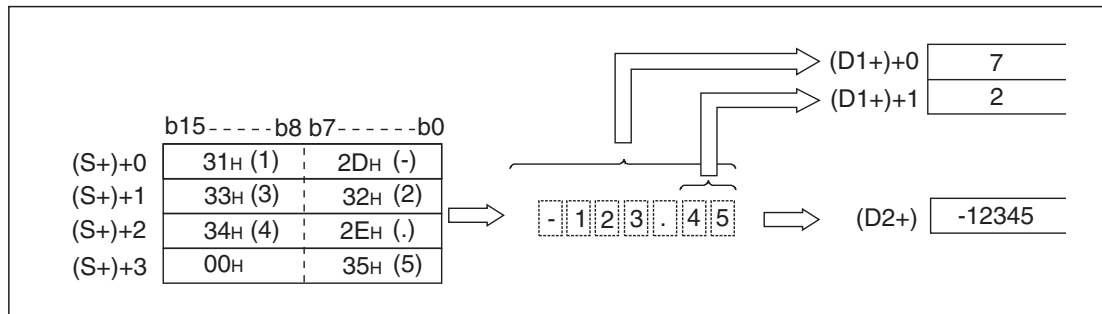 (D1+)+0 7
(D1+)+1 2
b15-----b8 b7------b0
(S+)+0 31H (1) 2DH (-)
(S+)+1 33H (3) 32H (2)
(S+)+2 34H (4) 2EH (.)
(S+)+3 00H 35H (5)
- 1 2 3 . 4 5
(D2+) -12345